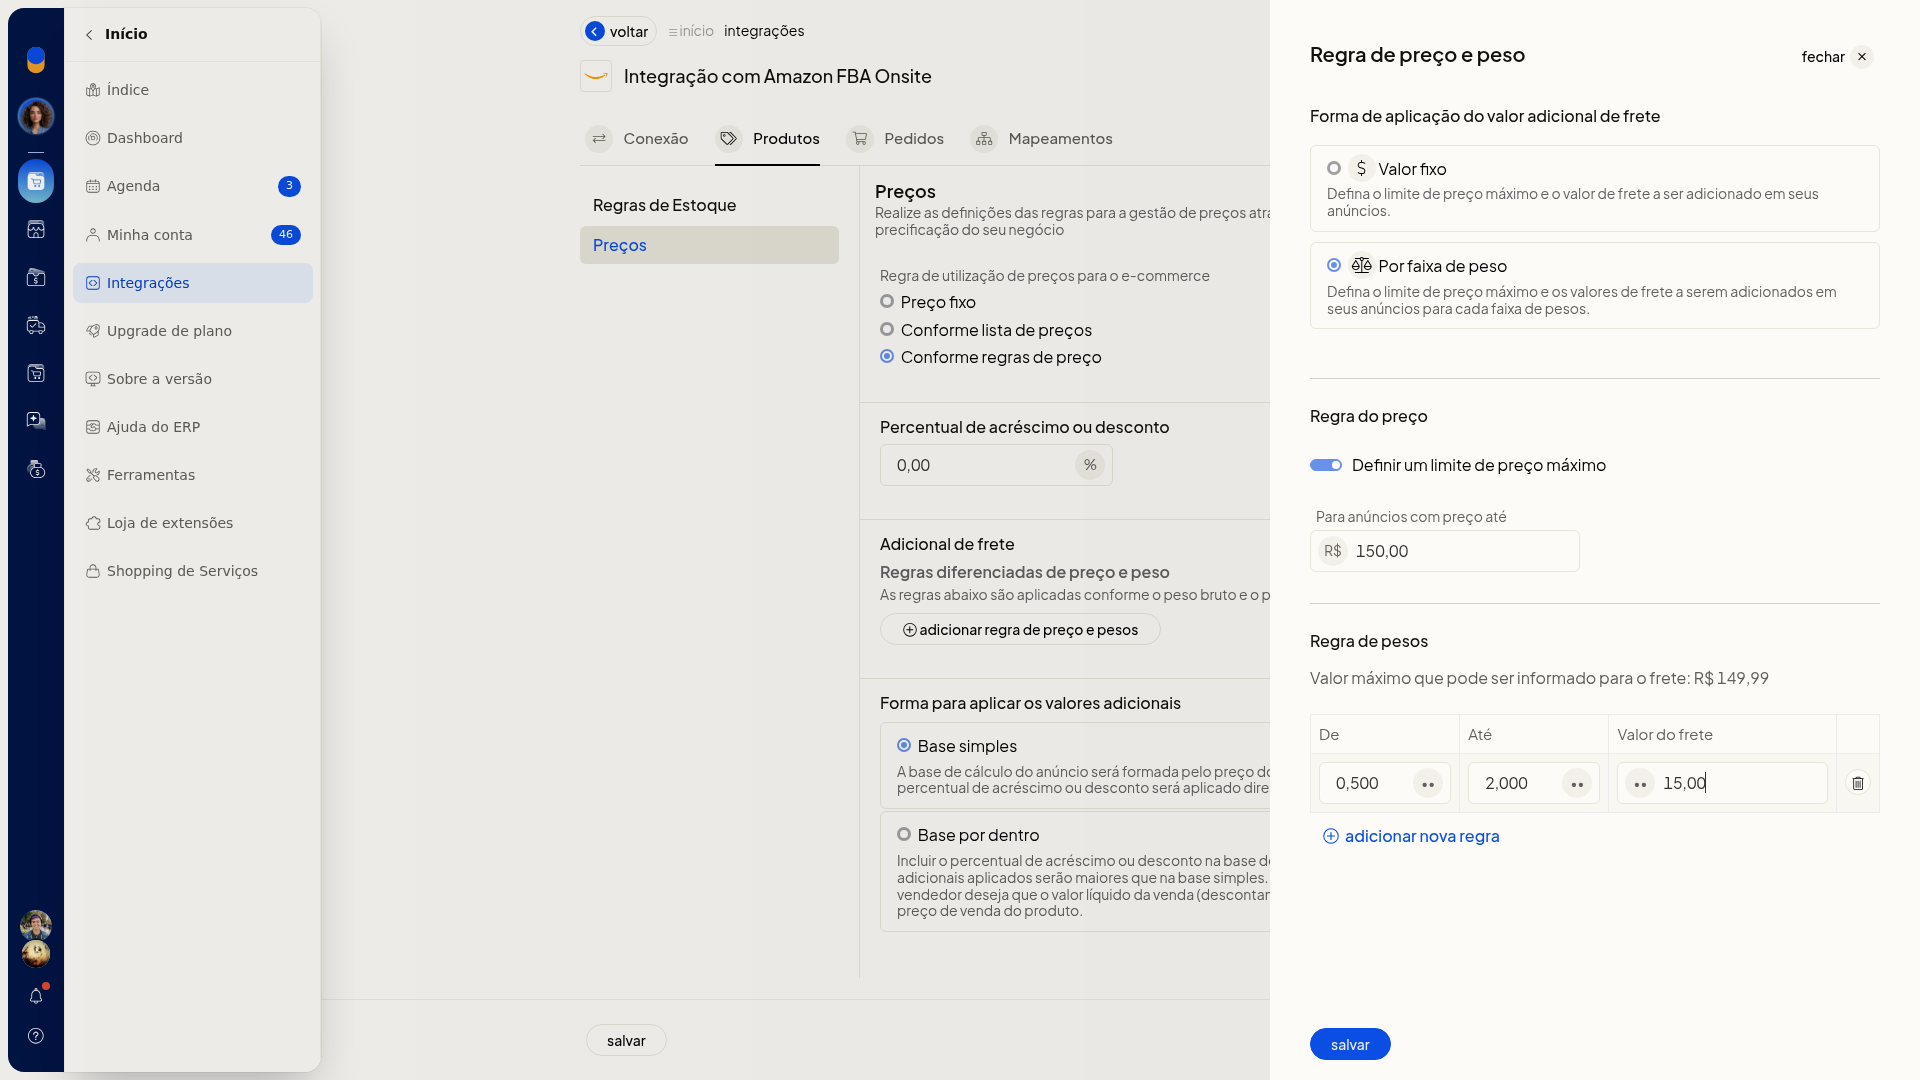 Início
Índice
Dashboard
Agenda
3
Minha conta
46
Integrações
Upgrade de plano
Sobre a versão
Ajuda do ERP
Ferramentas
Loja de extensões
Shopping de Serviços
voltar
início
integrações
Integração com Amazon FBA Onsite
Conexão
Produtos
Pedidos
Mapeamentos
Regras de Estoque
Preços
Preços
Realize as definições das regras para a gestão de preços
precificação do seu negócio
Regra de utilização de preços para o e-commerce
Preço fixo
Conforme lista de preços
Conforme regras de preço
Percentual de acréscimo ou desconto
0,00
%
Adicional de frete
Regras diferenciadas de preço e peso
As regras abaixo são aplicadas conforme o peso bruto e o
adicionar regra de preço e pesos
Forma para aplicar os valores adicionais
Base simples
A base de cálculo do anúncio será formada pelo preço
percentual de acréscimo ou desconto será aplicado
Base por dentro
Incluir o percentual de acréscimo ou desconto na base
adicionais aplicados serão maiores que na base simples.
vendedor deseja que o valor líquido da venda
preço de venda do produto.
salvar
Regra de preço e peso
fechar
Forma de aplicação do valor adicional de frete
$ Valor fixo
Defina o limite de preço máximo e o valor de frete a ser adicionado em seus
anúncios.
Por faixa de peso
Defina o limite de preço máximo e os valores de frete a serem adicionados em
seus anúncios para cada faixa de pesos.
Regra do preço
Definir um limite de preço máximo
Para anúncios com preço até
R$ 150,00
Regra de pesos
Valor máximo que pode ser informado para o frete: R$ 149,99
De
Até
Valor do frete
0,500
2,000
15,00
adicionar nova regra
salvar